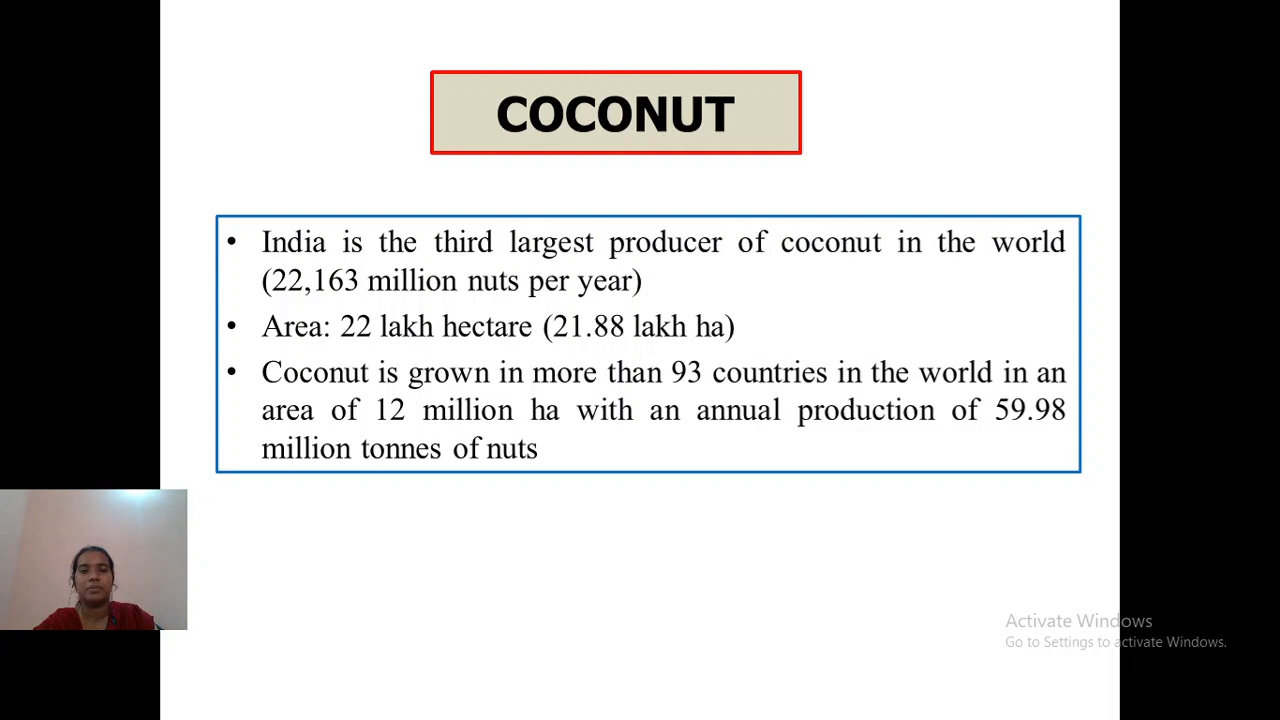 COCONUT
• India is the third largest producer of coconut in the world
(22,163 million nuts per year)
• Area: 22 lakh hectare (21.88 lakh ha)
• Coconut is grown in more than 93 countries in the world in an
area of 12 million ha with an annual production of 59.98
million tonnes of nuts
Activate Windows
Go to Settings to activate Windows.